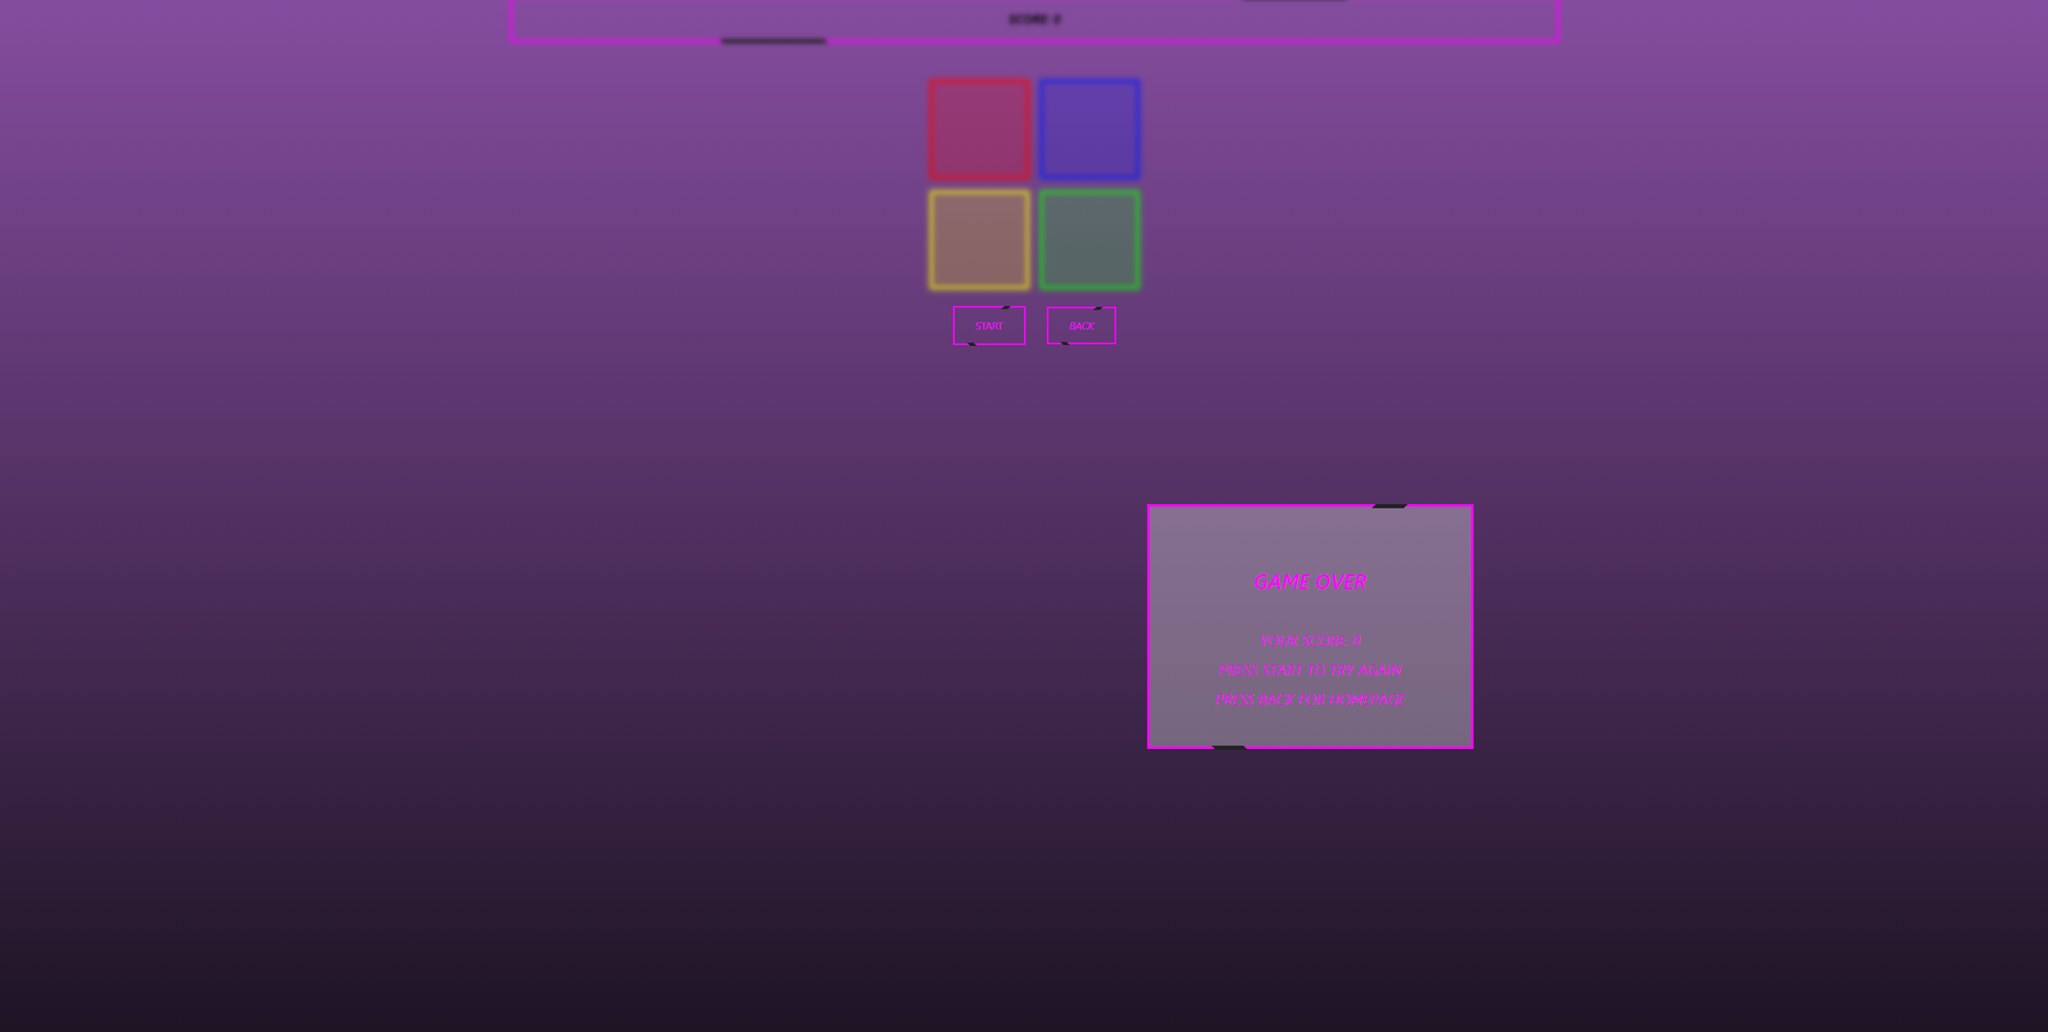 SCORE: 0
START
BACK
GAME OVER
YOUR SCORE: 0
PRESS START TO TRY AGAIN
PRESS BACK FOR HOMEPAGE